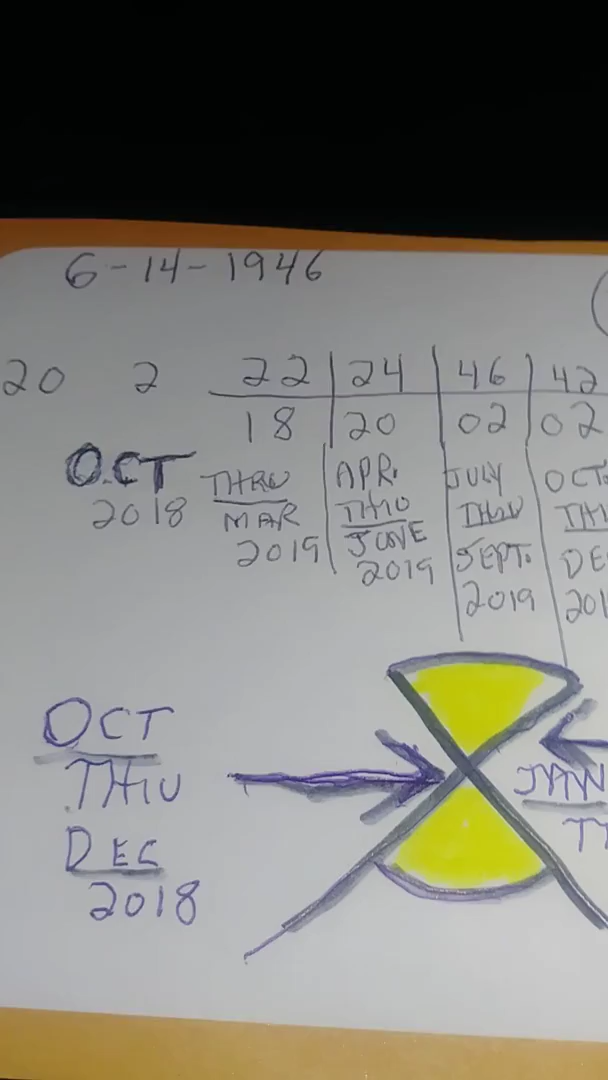 6-14-1946
20 2 22 24 46 42
18 20 02 02
OCT 2018
THRU MAR 2019
APR. THRU JUNE 2019
JULY THRU SEPT. 2019
OCT.
OCT
THRU
DEC
2018
JAN